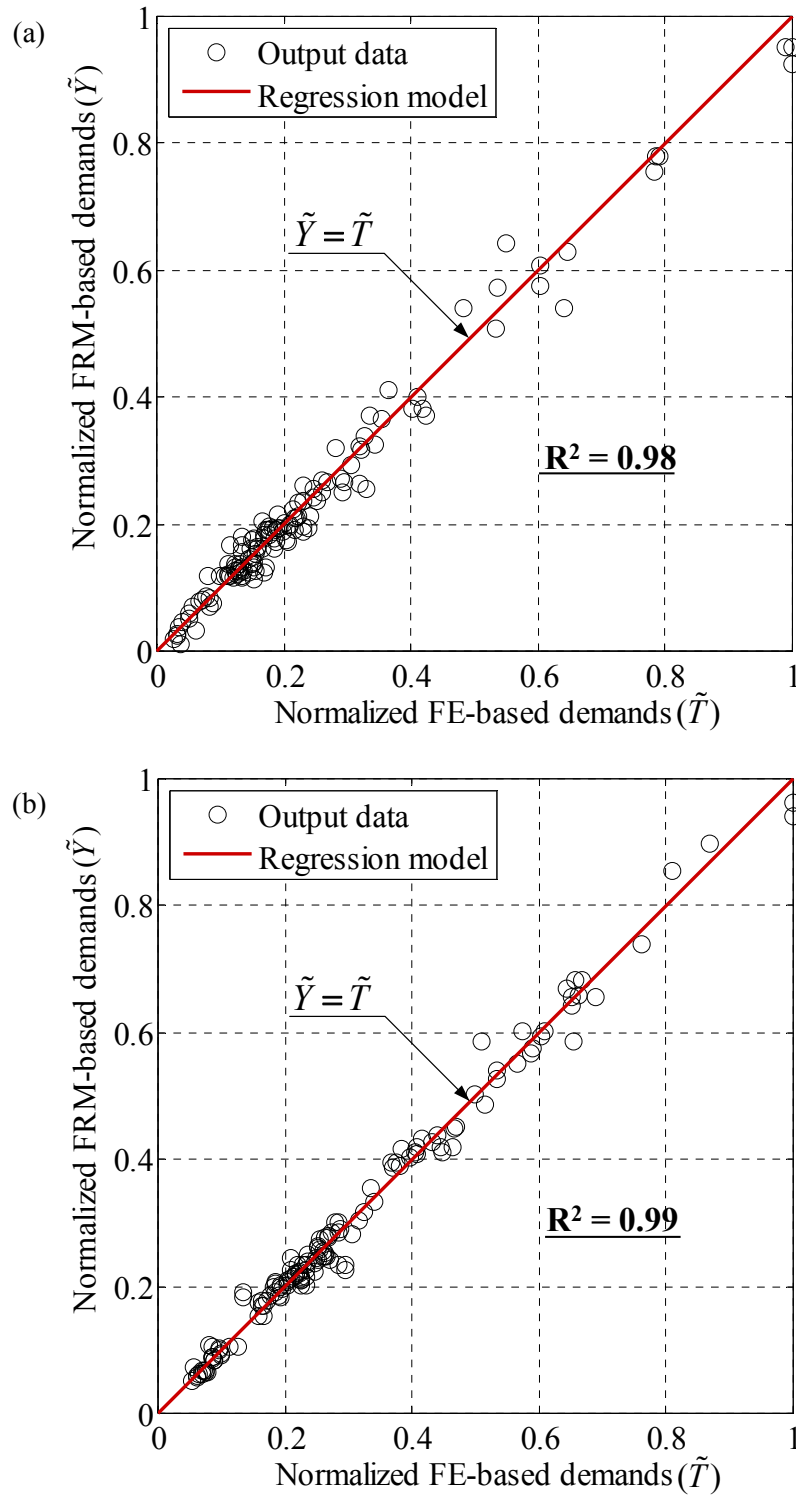 (a)
1
0.8
0.6
0.4
0.2
0
Normalized FRM-based demands (Ỹ)
Output data
Regression model
Ỹ = T̃
R² = 0.98
0 0.2 0.4 0.6 0.8 1
Normalized FE-based demands (T̃)
(b)
1
0.8
0.6
0.4
0.2
0
Normalized FRM-based demands (Ỹ)
Output data
Regression model
Ỹ = T̃
R² = 0.99
0 0.2 0.4 0.6 0.8 1
Normalized FE-based demands (T̃)